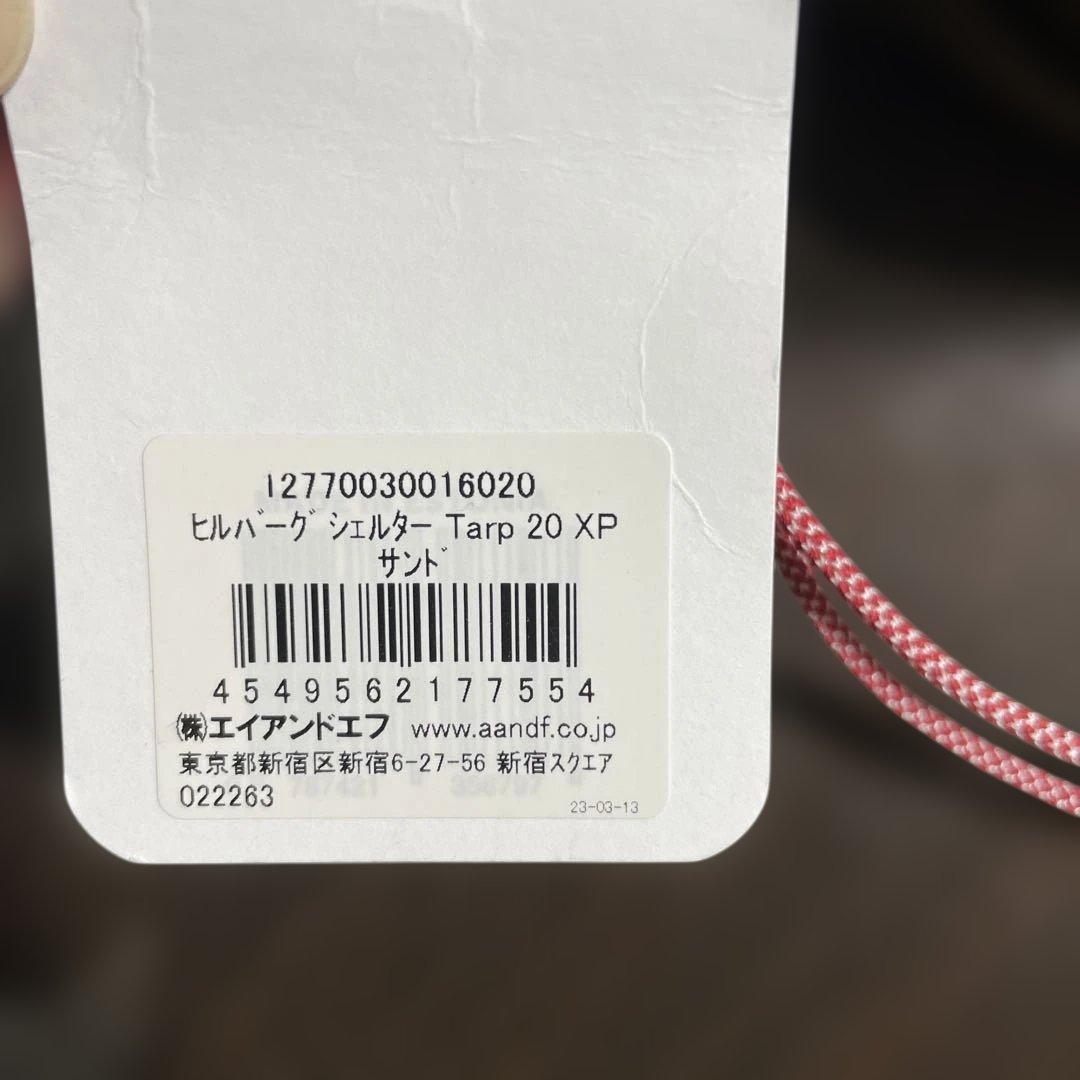 12770030016020
ヒルバーグ シェルター Tarp 20 XP
サンド
4549562177554
㈱エイアンドエフ www.aandf.co.jp
東京都新宿区新宿6-27-56 新宿スクエア
022263
23-03-13